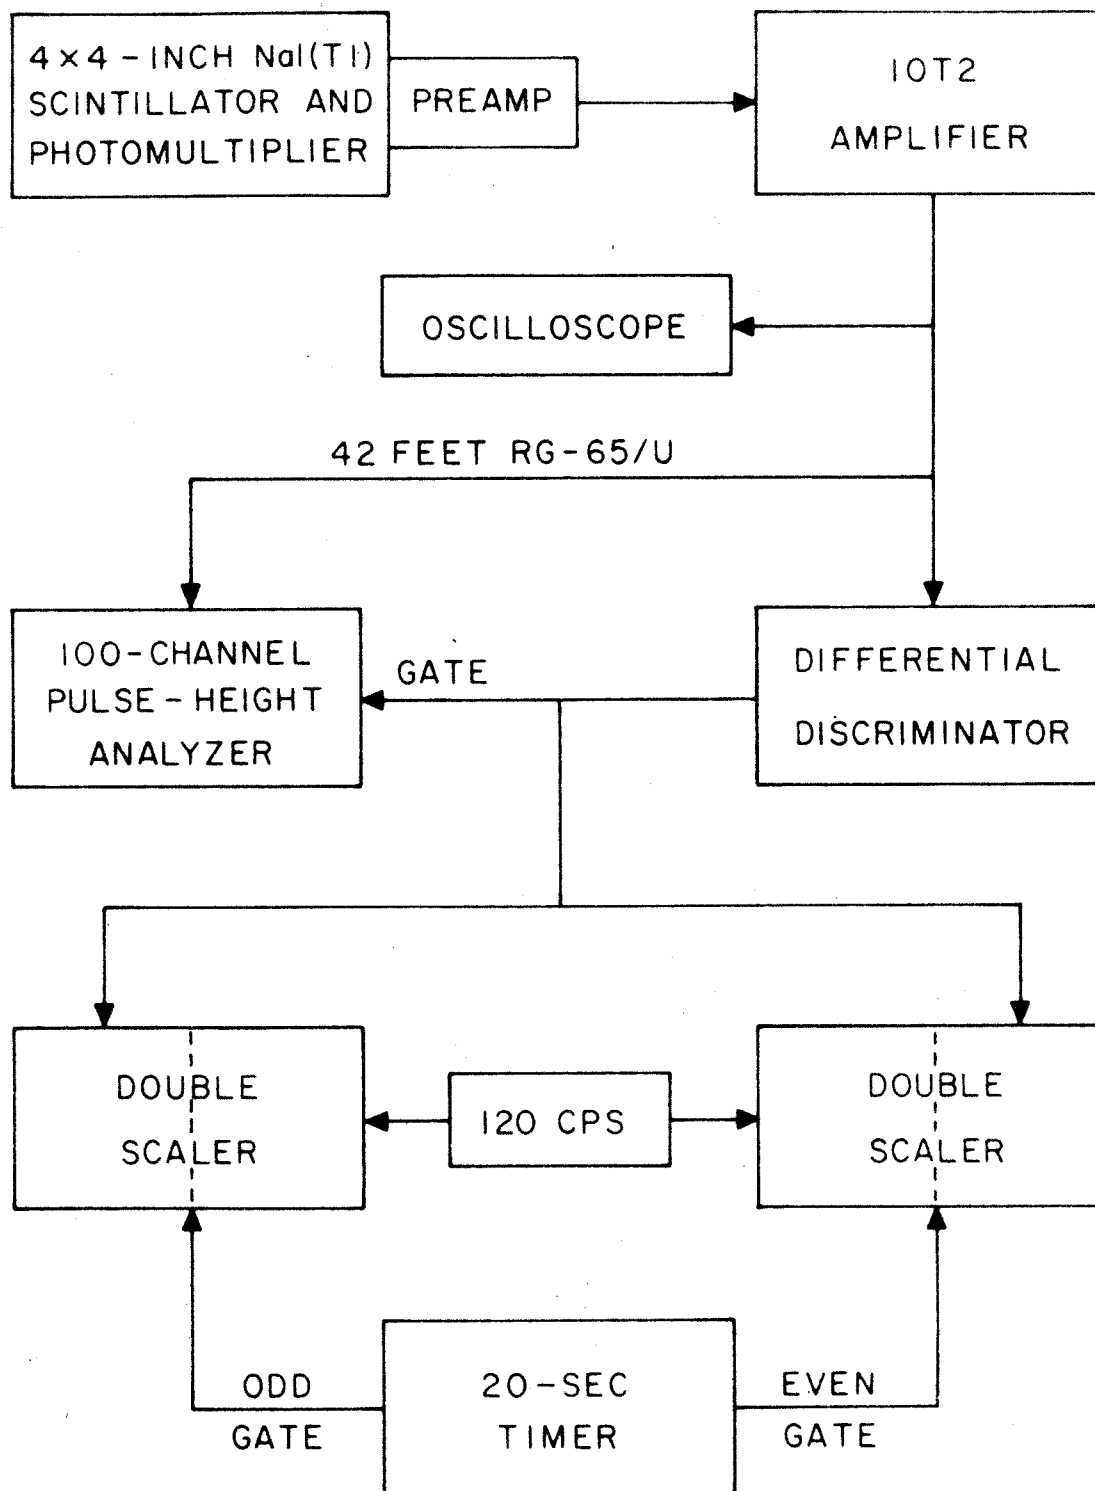 4 × 4 - INCH NaI(Tl)
SCINTILLATOR AND
PHOTOMULTIPLIER
PREAMP
10T2
AMPLIFIER
OSCILLOSCOPE
42 FEET RG-65/U
100-CHANNEL
PULSE-HEIGHT
ANALYZER
GATE
DIFFERENTIAL
DISCRIMINATOR
DOUBLE
SCALER
120 CPS
DOUBLE
SCALER
ODD
GATE
20-SEC
TIMER
EVEN
GATE